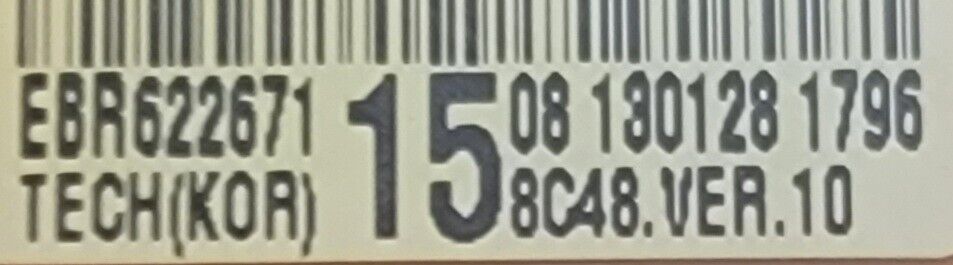 EBR622671 15 08 130128 1796
TECH(KOR) 8C48.VER.10